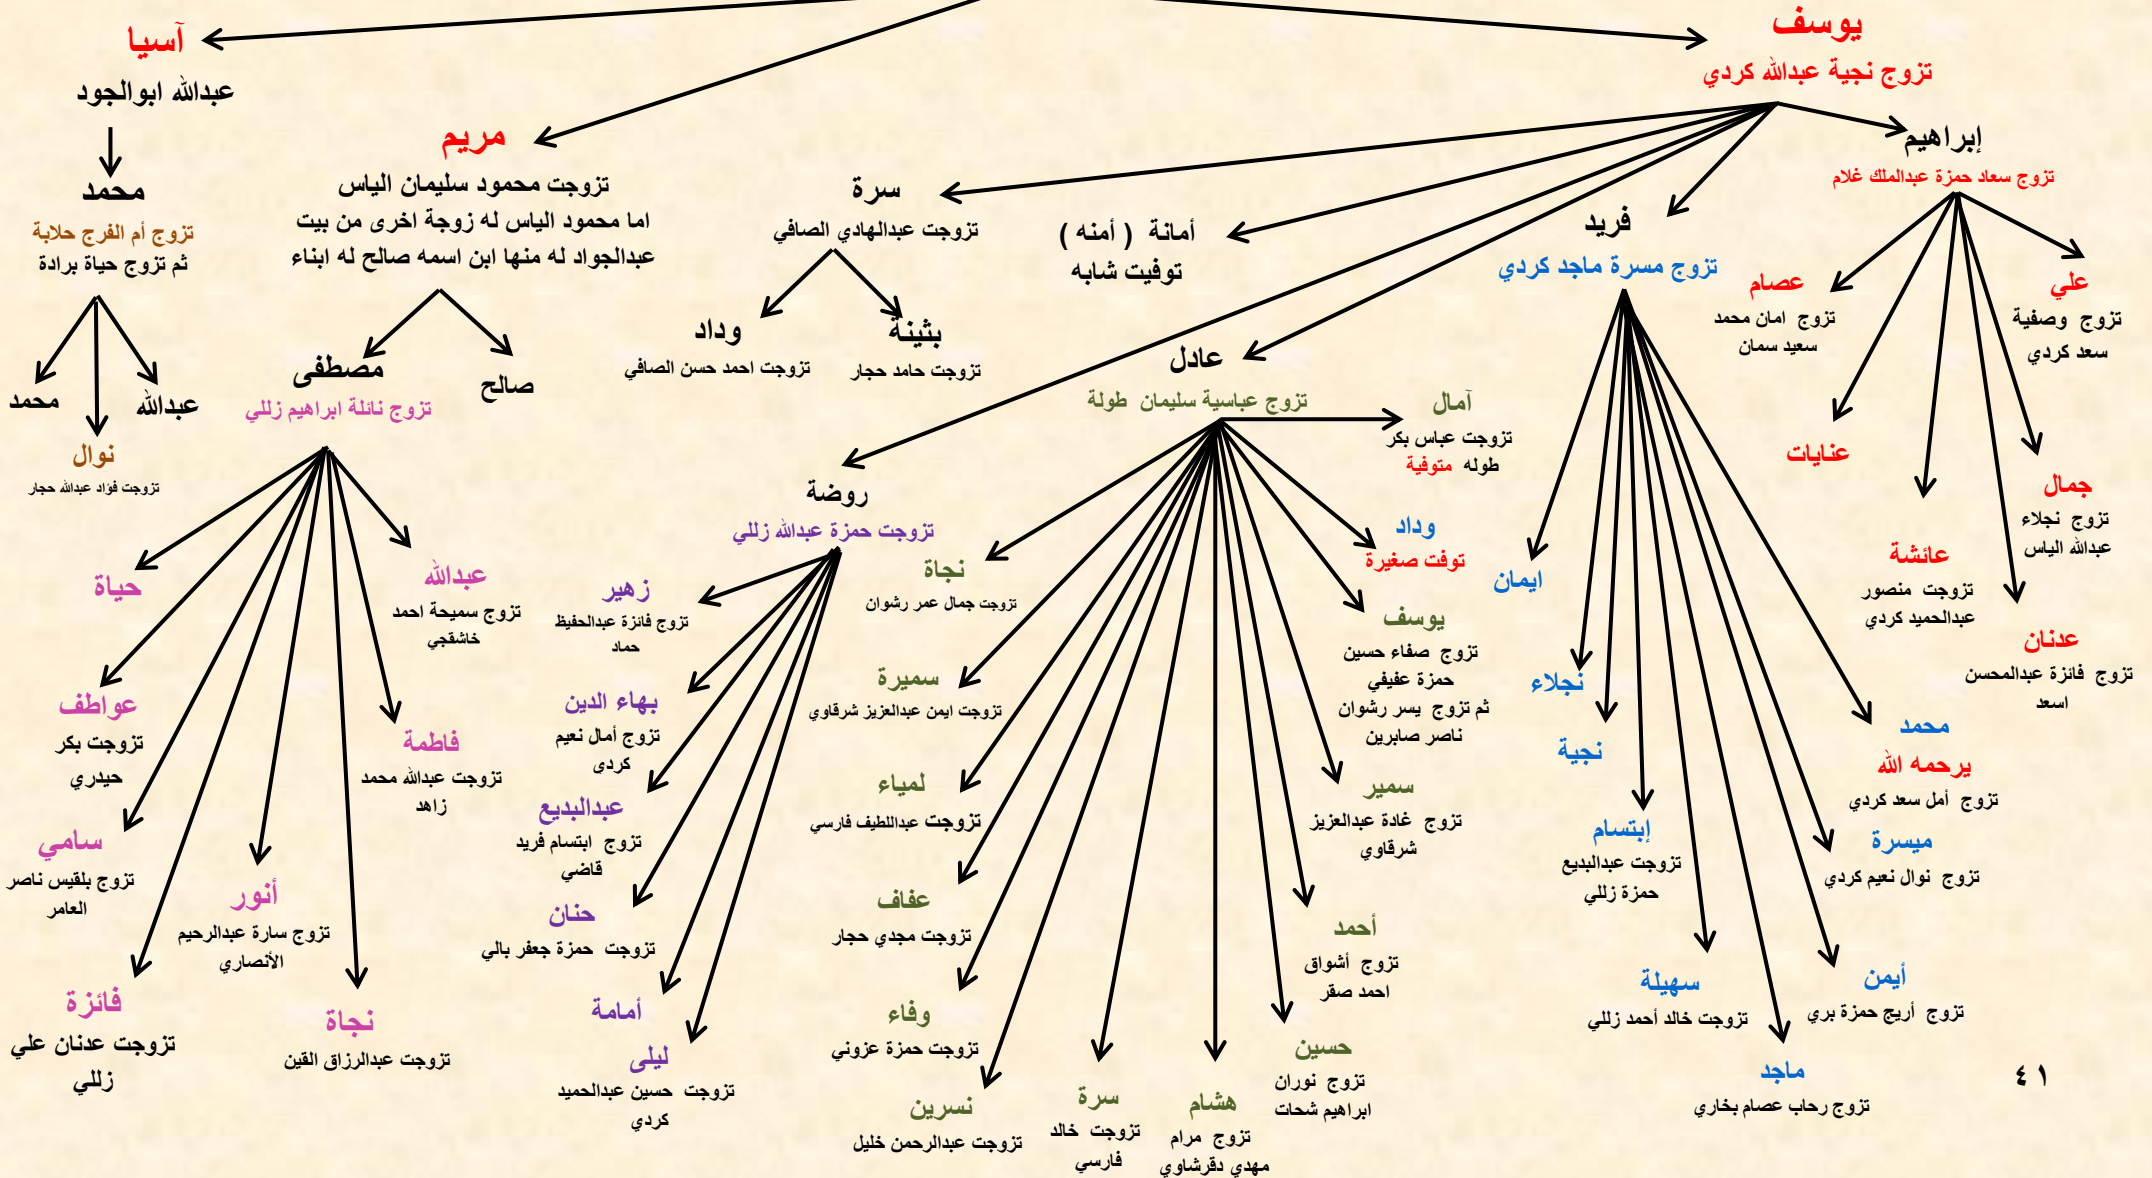 يوسف
تزوج نجية عبدالله كردي
إبراهيم
تزوج سعاد حمزة عبدالملك غلام
علي
تزوج وصفية
سعد كردي
عصام
تزوج امان محمد
سعيد سمان
عنايات
جمال
تزوج نجلاء
عبدالله الياس
عائشة
تزوجت منصور
عبدالحميد كردي
عدنان
تزوج فائزة عبدالمحسن
اسعد
فريد
تزوج مسرة ماجد كردي
ايمان
نجلاء
نجية
إبتسام
تزوجت عبدالبديع
حمزة زللي
سهيلة
تزوجت خالد أحمد زللي
ماجد
تزوج رحاب عصام بخاري
أيمن
تزوج أريج حمزة بري
ميسرة
تزوج نوال نعيم كردي
محمد
يرحمه الله
تزوج أمل سعد كردي
أمانة ( أمنه )
توفيت شابه
سرة
تزوجت عبدالهادي الصافي
بثينة
تزوجت حامد حجار
وداد
تزوجت احمد حسن الصافي
عادل
تزوج عباسية سليمان طولة
آمال
تزوجت عباس بكر
طوله متوفية
وداد
توفت صغيرة
يوسف
تزوج صفاء حسين
حمزة عفيفي
ثم تزوج يسر رشوان
ناصر صابرين
سمير
تزوج غادة عبدالعزيز
شرقاوي
أحمد
تزوج أشواق
احمد صقر
حسين
تزوج نوران
ابراهيم شحات
هشام
تزوج مرام
مهدي دقرشاوي
سرة
تزوجت خالد
فارسي
نسرين
تزوجت عبدالرحمن خليل
وفاء
تزوجت حمزة عزوني
عفاف
تزوجت مجدي حجار
لمياء
تزوجت عبداللطيف فارسي
سميرة
تزوجت ايمن عبدالعزيز شرقاوي
نجاة
تزوجت جمال عمر رشوان
روضة
تزوجت حمزة عبدالله زللي
زهير
تزوج فائزة عبدالحفيظ
حماد
بهاء الدين
تزوج أمال نعيم
كردى
عبدالبديع
تزوج ابتسام فريد
قاضي
حنان
تزوجت حمزة جعفر بالي
أمامة
ليلى
تزوجت حسين عبدالحميد
كردي
مريم
تزوجت محمود سليمان الياس
اما محمود الياس له زوجة اخرى من بيت
عبدالجواد له منها ابن اسمه صالح له ابناء
صالح
مصطفى
تزوج نائلة ابراهيم زللي
عبدالله
تزوج سميحة احمد
خاشقجي
فاطمة
تزوجت عبدالله محمد
زاهد
نجاة
تزوجت عبدالرزاق القين
أنور
تزوج سارة عبدالرحيم
الأنصاري
فائزة
تزوجت عدنان علي
زللي
سامي
تزوج بلقيس ناصر
العامر
عواطف
تزوجت بكر
حيدري
حياة
آسيا
عبدالله ابوالجود
محمد
تزوج أم الفرج حلابة
ثم تزوج حياة برادة
عبدالله
نوال
تزوجت فؤاد عبدالله حجار
محمد
٤١